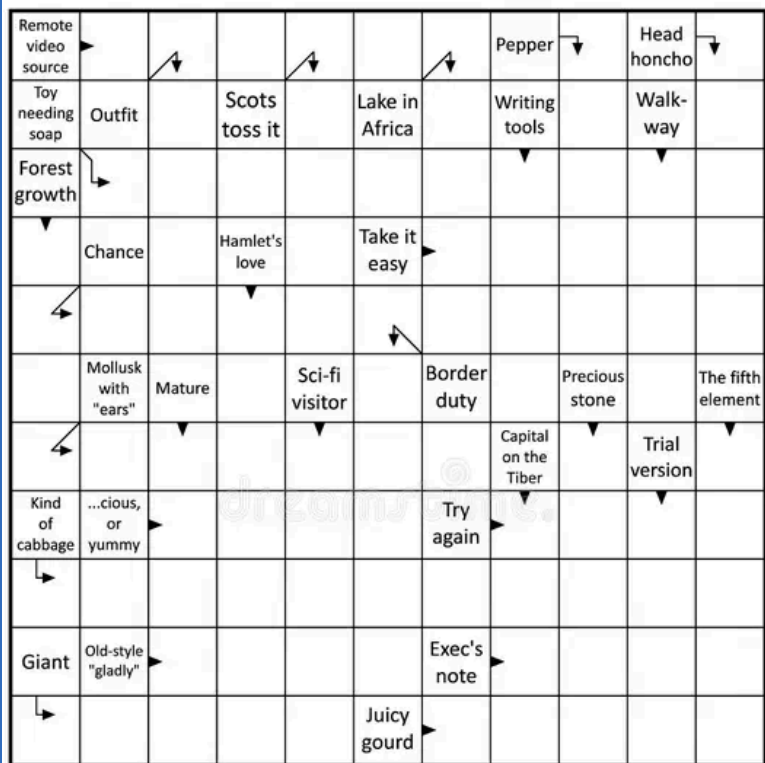 Remote
video
source
Pepper
Head
honcho
Toy
needing
soap
Outfit
Scots
toss it
Lake in
Africa
Writing
tools
Walk-
way
Forest
growth
Chance
Hamlet's
love
Take it
easy
Mollusk
with
"ears"
Mature
Sci-fi
visitor
Border
duty
Precious
stone
The fifth
element
Capital
on the
Tiber
Trial
version
Kind
of
cabbage
...cious,
or
yummy
Try
again
dreamstime.
Giant
Old-style
"gladly"
Exec's
note
Juicy
gourd